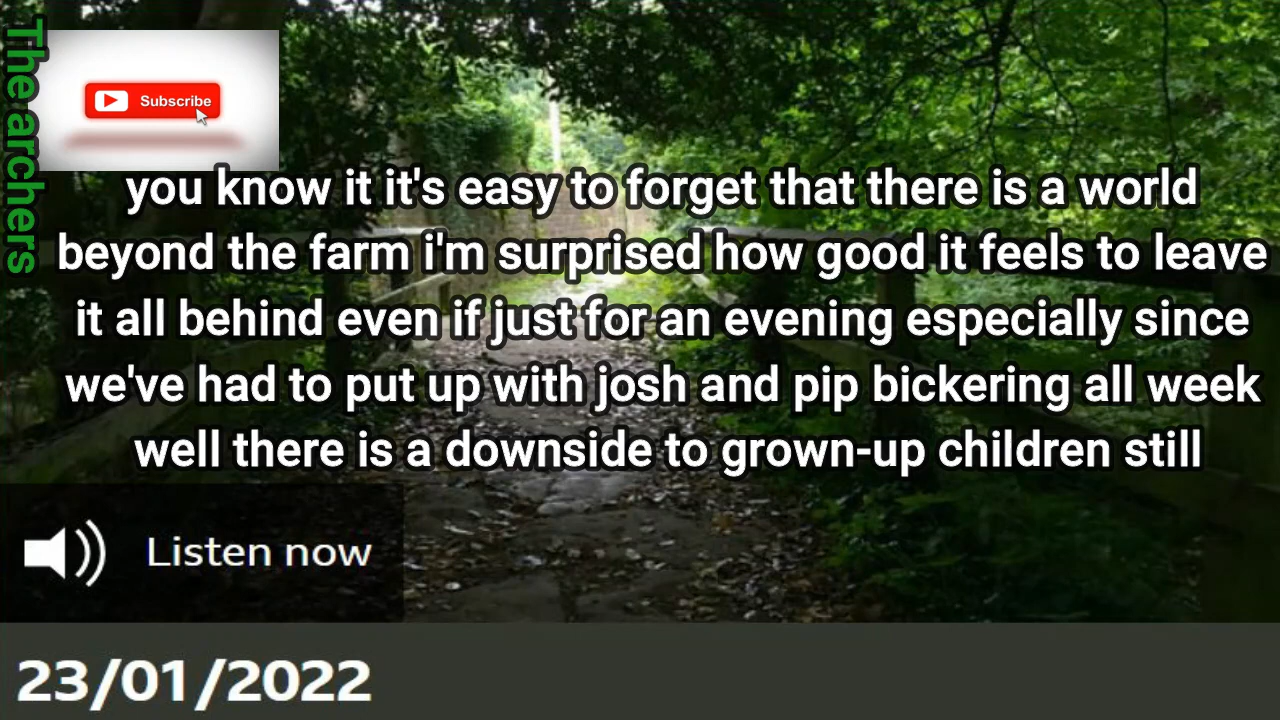 The archers
Subscribe
you know it it's easy to forget that there is a world
beyond the farm i'm surprised how good it feels to leave
it all behind even if just for an evening especially since
we've had to put up with josh and pip bickering all week
well there is a downside to grown-up children still
Listen now
23/01/2022